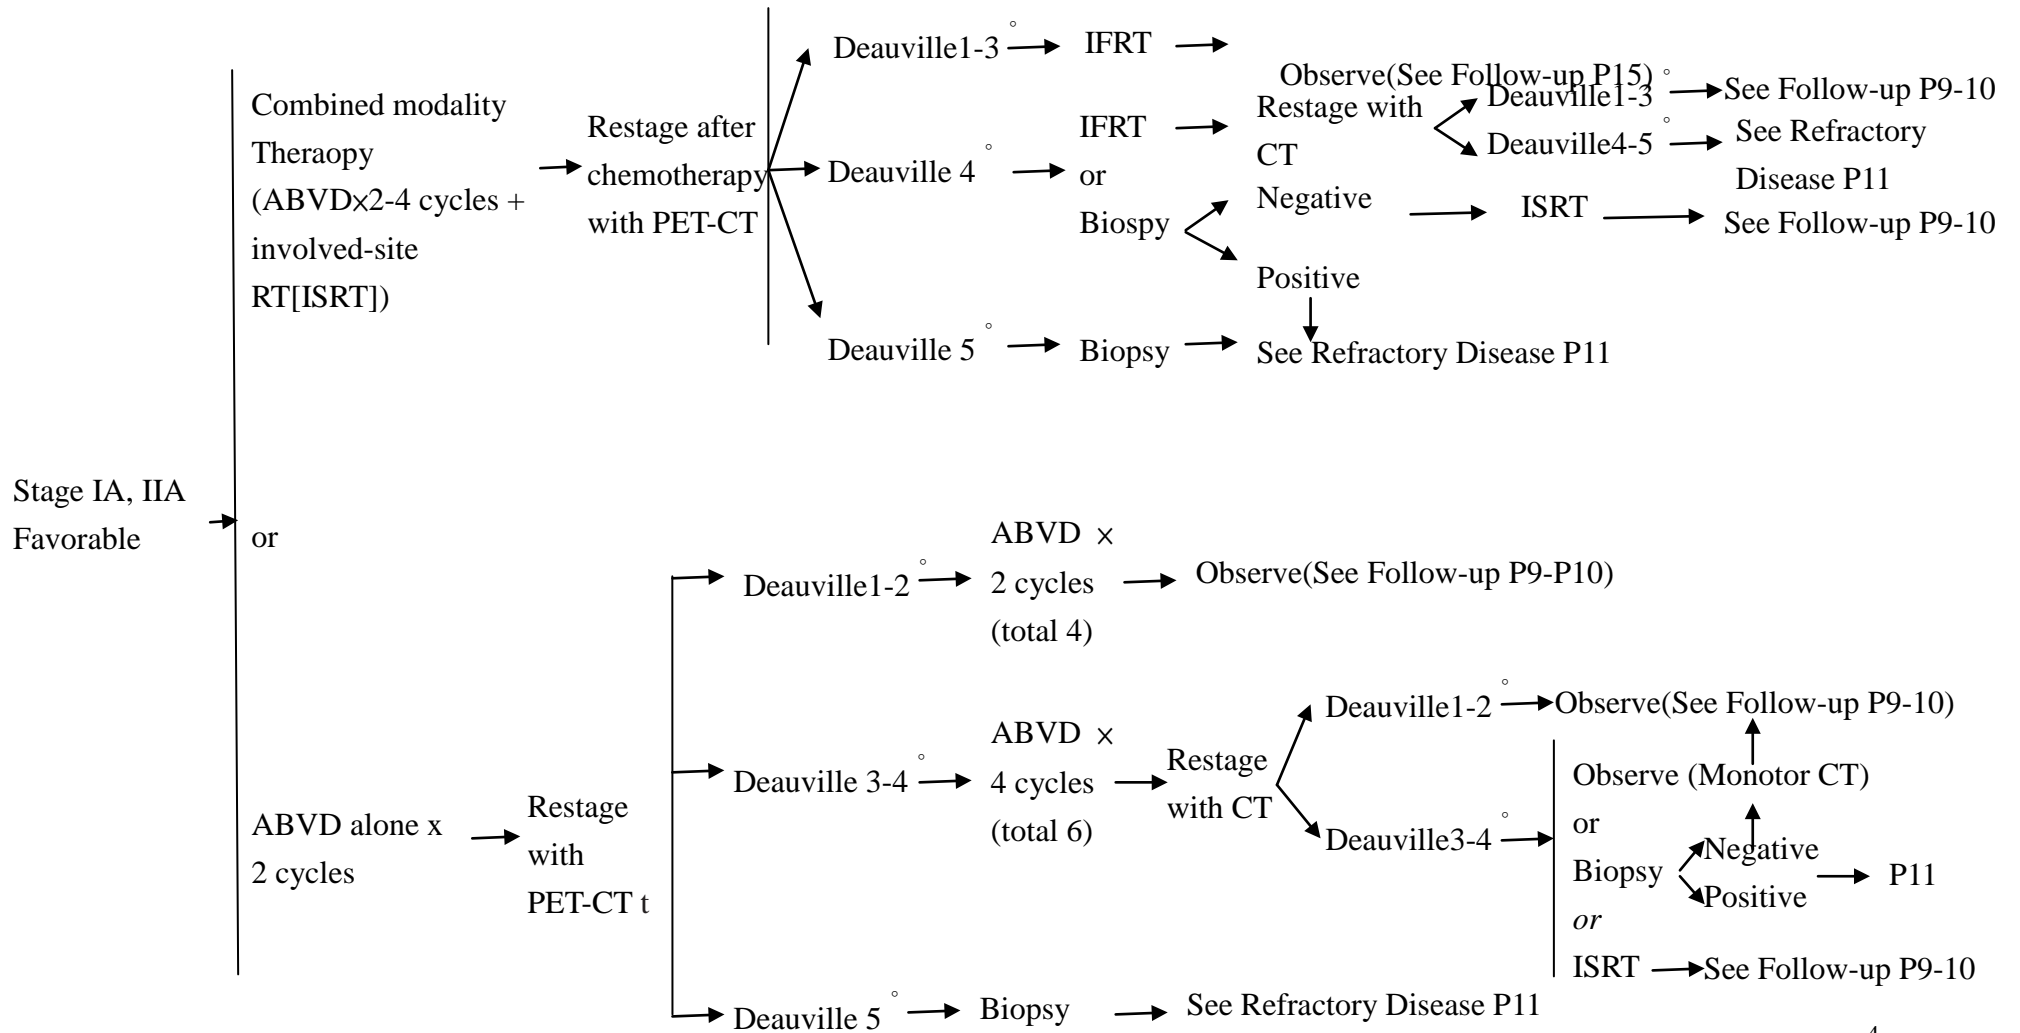 Deauville1-3 °
IFRT
Observe(See Follow-up P15)
Combined modality
Theraopy
(ABVD×2-4 cycles +
involved-site
RT[ISRT])
Restage after
chemotherapy
with PET-CT
Deauville 4 °
IFRT
or
Biospy
Restage with
CT
Deauville1-3 °
See Follow-up P9-10
Deauville4-5 °
See Refractory
Disease P11
Negative
ISRT
See Follow-up P9-10
Positive
Deauville 5 °
Biopsy
See Refractory Disease P11
Stage IA, IIA
Favorable
or
ABVD alone x
2 cycles
Restage
with
PET-CT t
Deauville1-2 °
ABVD ×
2 cycles
(total 4)
Observe(See Follow-up P9-P10)
Deauville 3-4 °
ABVD ×
4 cycles
(total 6)
Restage
with CT
Deauville1-2 °
Observe(See Follow-up P9-10)
Deauville3-4 °
Observe (Monotor CT)
or
Biopsy
Negative
Positive
P11
or
ISRT
See Follow-up P9-10
Deauville 5 °
Biopsy
See Refractory Disease P11